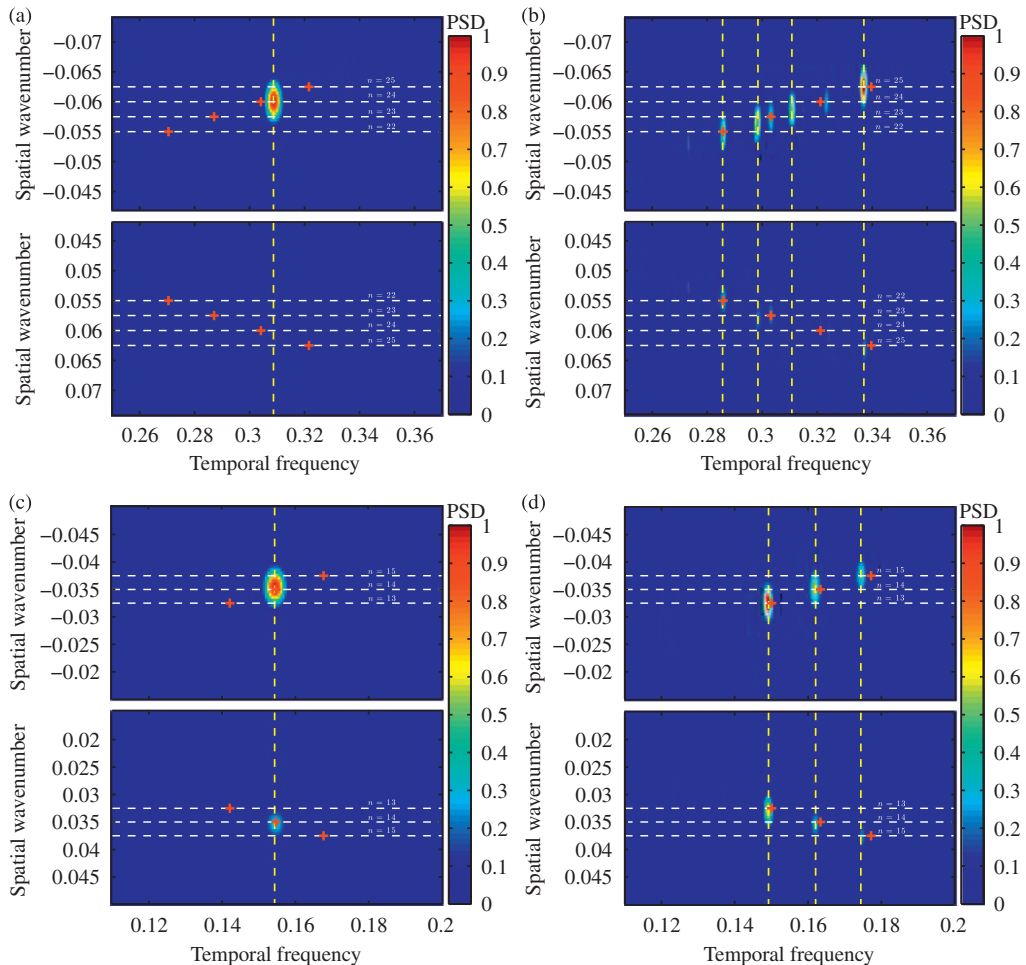 (a)
PSD
Spatial wavenumber
−0.07
−0.065
−0.06
−0.055
−0.05
−0.045
n = 25
n = 24
n = 23
n = 22
Spatial wavenumber
0.045
0.05
0.055
0.06
0.065
0.07
n = 22
n = 23
n = 24
n = 25
0.26
0.28
0.3
0.32
0.34
0.36
Temporal frequency
1
0.9
0.8
0.7
0.6
0.5
0.4
0.3
0.2
0.1
0
(b)
PSD
Spatial wavenumber
−0.07
−0.065
−0.06
−0.055
−0.05
−0.045
n = 25
n = 24
n = 23
n = 22
Spatial wavenumber
0.045
0.05
0.055
0.06
0.065
0.07
n = 22
n = 23
n = 24
n = 25
0.26
0.28
0.3
0.32
0.34
0.36
Temporal frequency
1
0.9
0.8
0.7
0.6
0.5
0.4
0.3
0.2
0.1
0
(c)
PSD
Spatial wavenumber
−0.045
−0.04
−0.035
−0.03
−0.025
−0.02
n = 15
n = 14
n = 13
Spatial wavenumber
0.02
0.025
0.03
0.035
0.04
0.045
n = 13
n = 14
n = 15
0.12
0.14
0.16
0.18
0.2
Temporal frequency
1
0.9
0.8
0.7
0.6
0.5
0.4
0.3
0.2
0.1
0
(d)
PSD
Spatial wavenumber
−0.045
−0.04
−0.035
−0.03
−0.025
−0.02
n = 15
n = 14
n = 13
Spatial wavenumber
0.02
0.025
0.03
0.035
0.04
0.045
n = 13
n = 14
n = 15
0.12
0.14
0.16
0.18
0.2
Temporal frequency
1
0.9
0.8
0.7
0.6
0.5
0.4
0.3
0.2
0.1
0